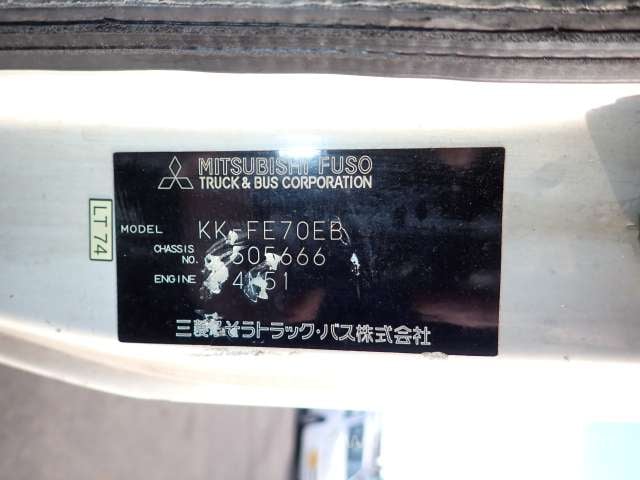 MITSUBISHI FUSO
TRUCK & BUS CORPORATION
MODEL KK-FE70EB
CHASSIS NO. 505666
ENGINE 4M51
三菱ふそうトラック・バス株式会社
LT74